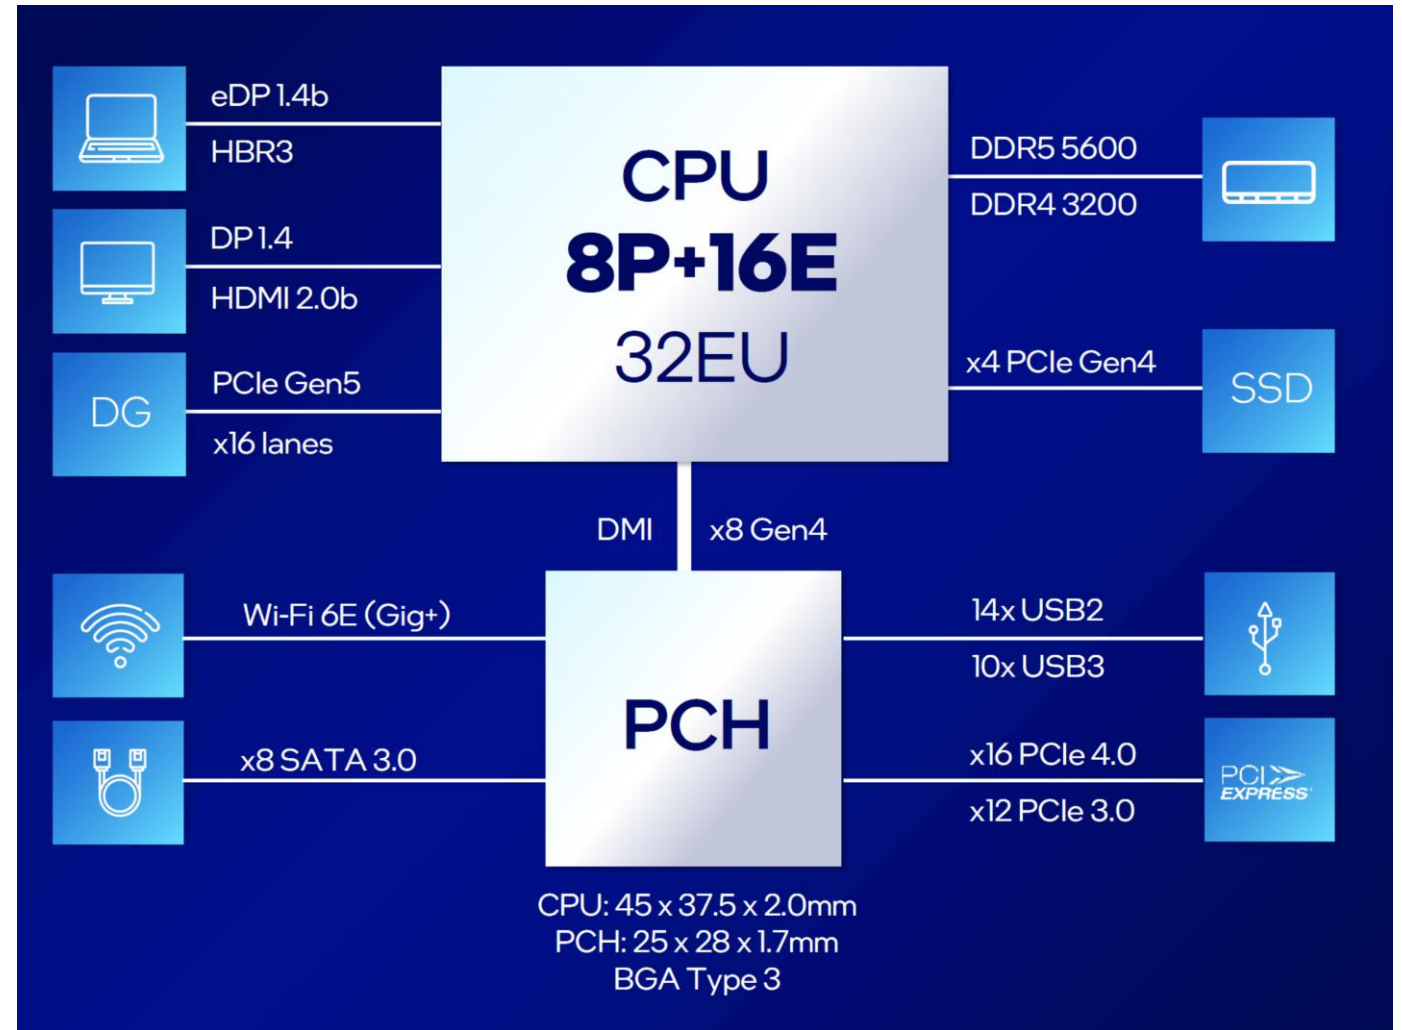 eDP 1.4b
HBR3
DP 1.4
HDMI 2.0b
DG
PCIe Gen5
x16 lanes
CPU
8P+16E
32EU
DDR5 5600
DDR4 3200
x4 PCIe Gen4
SSD
DMI
x8 Gen4
Wi-Fi 6E (Gig+)
x8 SATA 3.0
PCH
14x USB2
10x USB3
x16 PCIe 4.0
x12 PCIe 3.0
PCI
EXPRESS
CPU: 45 x 37.5 x 2.0mm
PCH: 25 x 28 x 1.7mm
BGA Type 3